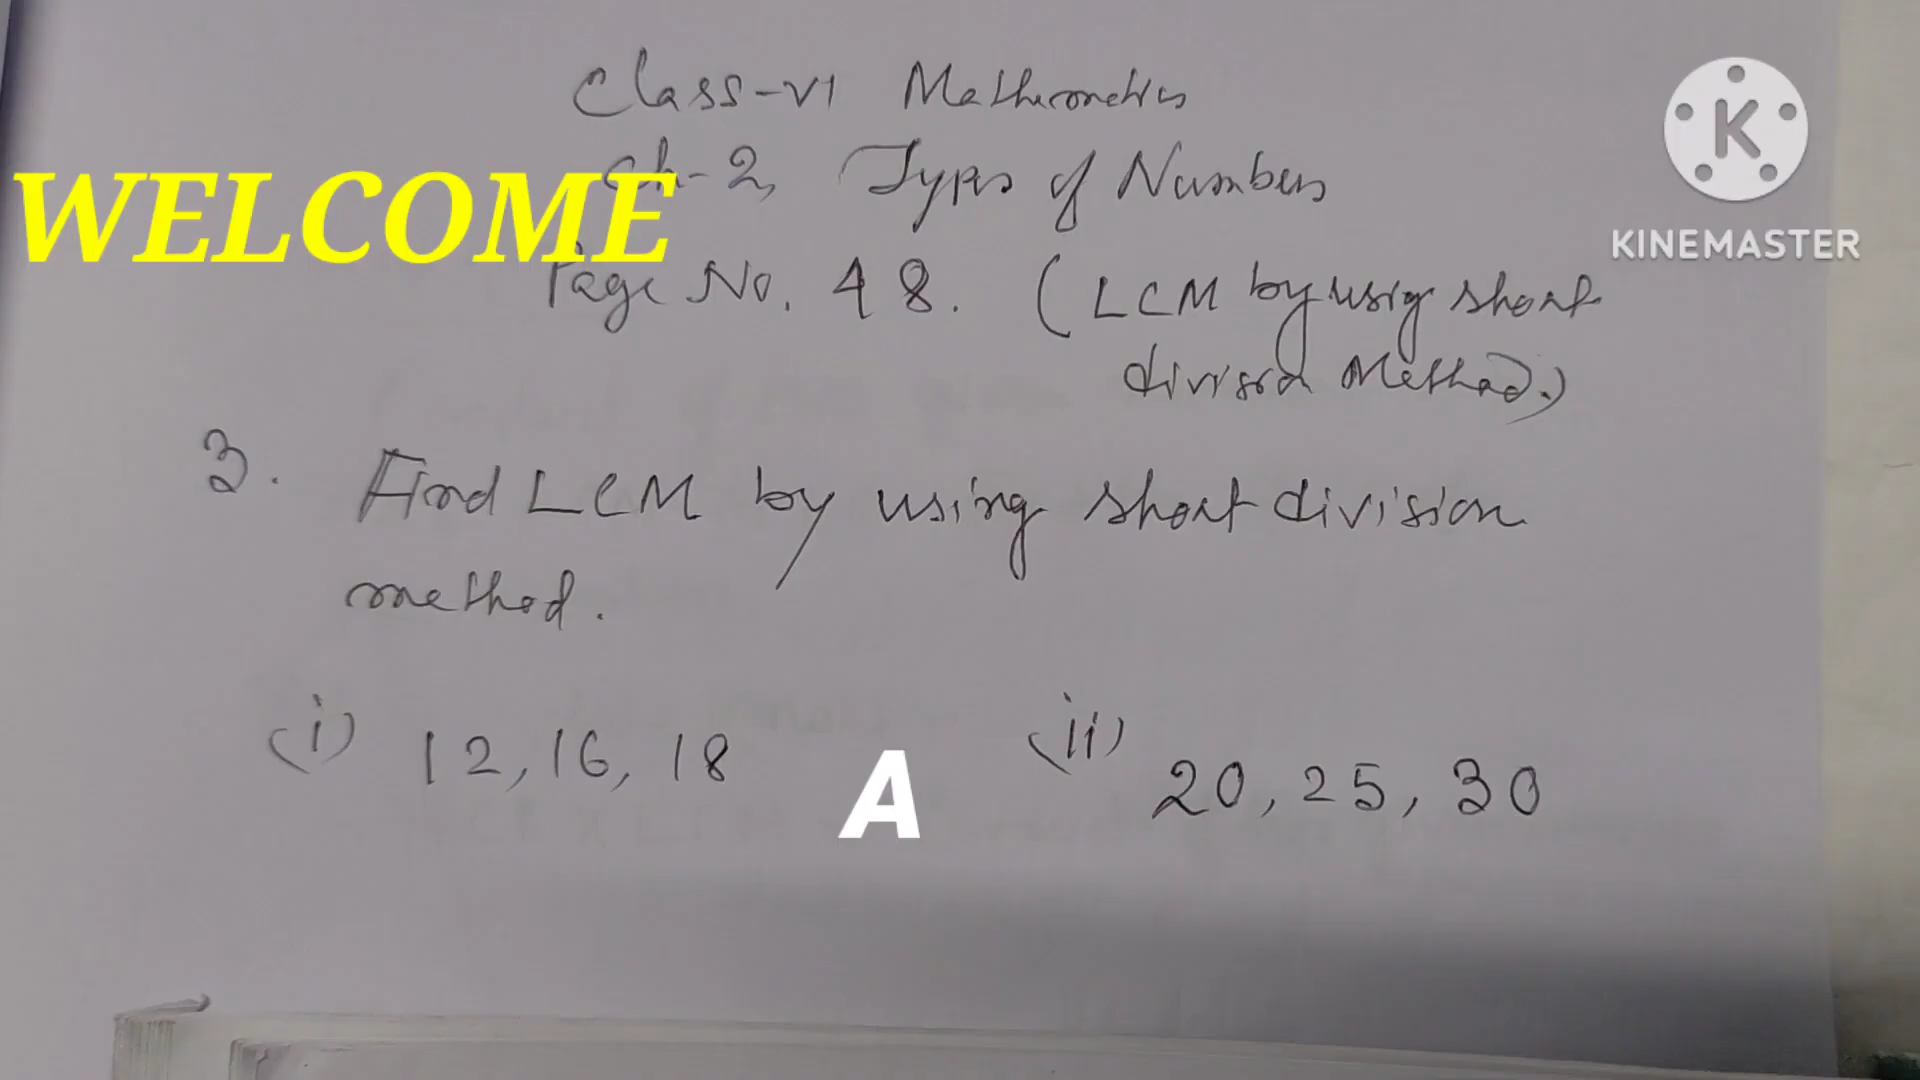 Class-VI Mathematics
Ch-2, Types of Numbers
WELCOME
KINEMASTER
Page No. 48. (LCM by using short
division Method.)
3. Find LCM by using short division
method.
(i) 12, 16, 18
(ii) 20, 25, 30
A